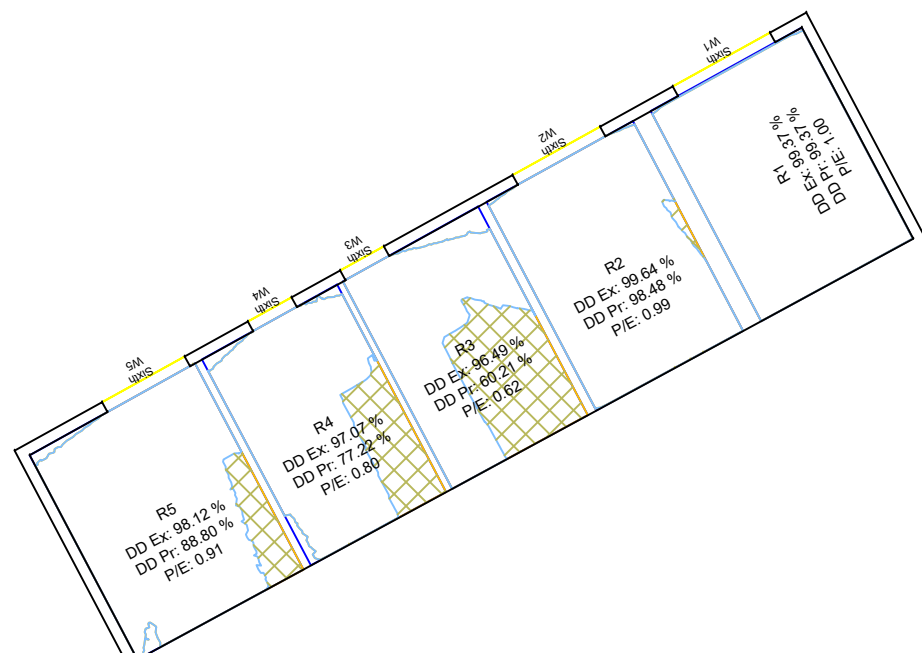 W1
Sixth
R1
DD Ex: 99.37 %
DD Pr: 99.37 %
P/E: 1.00
W2
Sixth
R2
DD Ex: 99.64 %
DD Pr: 98.48 %
P/E: 0.99
W3
Sixth
R3
DD Ex: 96.49 %
DD Pr: 60.21 %
P/E: 0.62
W4
Sixth
R4
DD Ex: 97.07 %
DD Pr: 77.22 %
P/E: 0.80
W5
Sixth
R5
DD Ex: 98.12 %
DD Pr: 88.80 %
P/E: 0.91